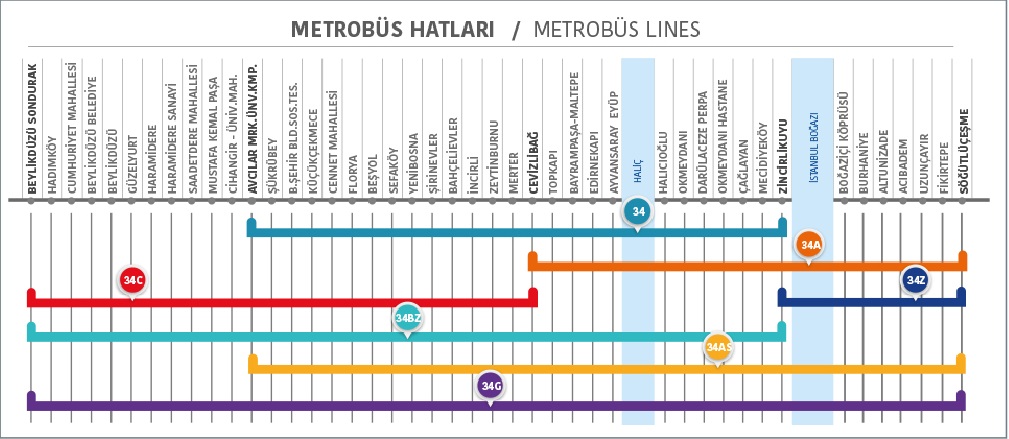 METROBÜS HATLARI / METROBÜS LINES
BEYLİKDÜZÜ SONDURAK
HADIMKÖY
CUMHURİYET MAHALLESİ
BEYLİKDÜZÜ BELEDİYE
BEYLİKDÜZÜ
GÜZELYURT
HARAMİDERE
HARAMİDERE SANAYİ
SAADETDERE MAHALLESİ
MUSTAFA KEMAL PAŞA
CİHANGİR - ÜNİV.MAH.
AVCILAR MRK.ÜNV.KMP.
ŞÜKRÜBEY
B.ŞEHİR BLD.SOS.TES.
KÜÇÜKÇEKMECE
CENNET MAHALLESİ
FLORYA
BEŞYOL
SEFAKÖY
YENİBOSNA
ŞİRİNEVLER
BAHÇELİEVLER
İNCİRLİ
ZEYTİNBURNU
MERTER
CEVİZLİBAĞ
TOPKAPI
BAYRAMPAŞA-MALTEPE
EDİRNEKAPI
AYVANSARAY EYÜP
HALİÇ
HALICIOĞLU
OKMEYDANI
DARÜLACEZE PERPA
OKMEYDANI HASTANE
ÇAĞLAYAN
MECİDİYEKÖY
ZİNCİRLİKUYU
İSTANBUL BOĞAZI
BOĞAZİÇİ KÖPRÜSÜ
BURHANİYE
ALTUNİZADE
ACIBADEM
UZUNÇAYIR
FİKİRTEPE
SÖĞÜTLÜÇEŞME
34
34A
34C
34Z
34BZ
34AS
34G